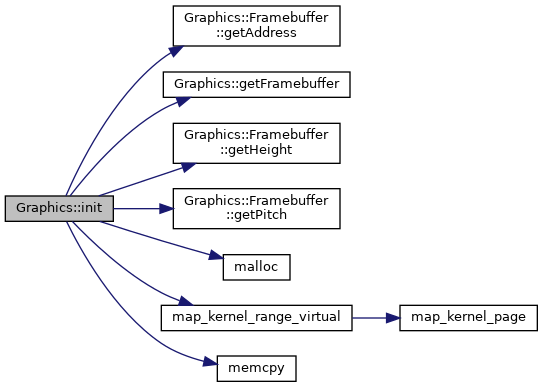 Graphics::Framebuffer
::getAddress
Graphics::getFramebuffer
Graphics::Framebuffer
::getHeight
Graphics::init
Graphics::Framebuffer
::getPitch
malloc
map_kernel_range_virtual
map_kernel_page
memcpy